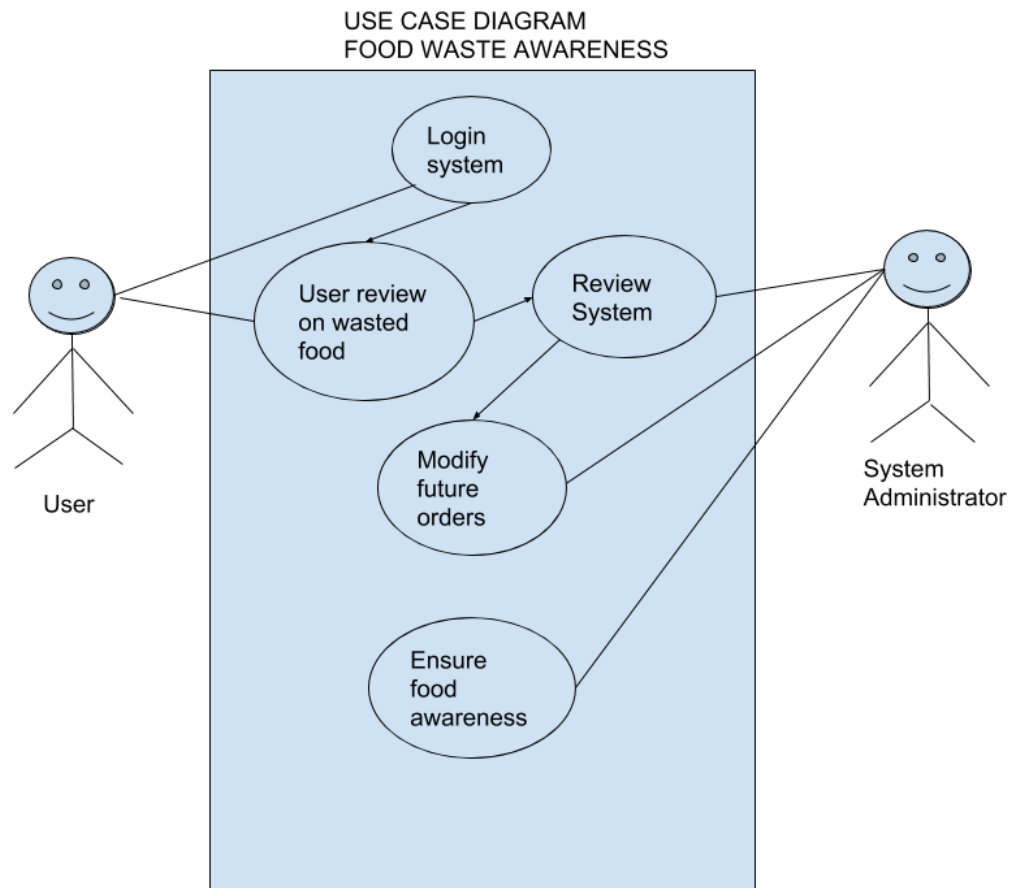 USE CASE DIAGRAM
FOOD WASTE AWARENESS
Login
system
User review
on wasted
food
Review
System
Modify
future
orders
User
System
Administrator
Ensure
food
awareness